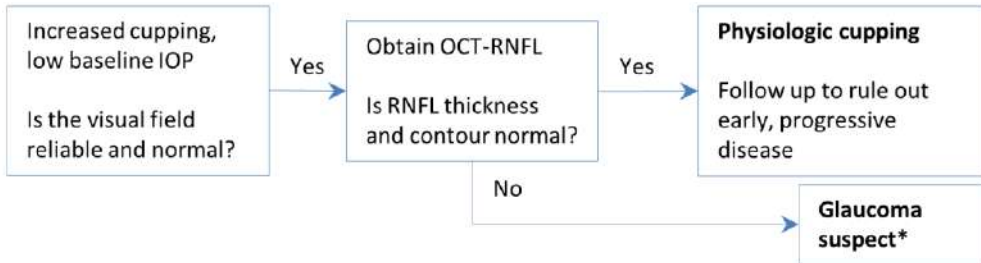 Increased cupping,
low baseline IOP
Is the visual field
reliable and normal?
Yes
Obtain OCT-RNFL
Is RNFL thickness
and contour normal?
Yes
Physiologic cupping
Follow up to rule out
early, progressive
disease
No
Glaucoma
suspect*